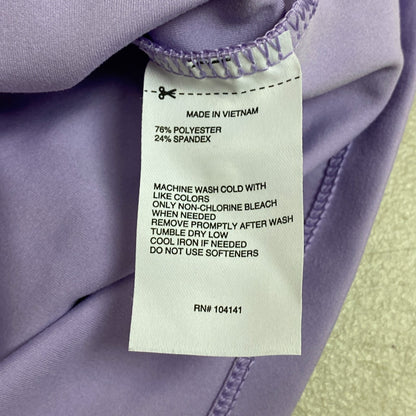 MADE IN VIETNAM
76% POLYESTER
24% SPANDEX
MACHINE WASH COLD WITH
LIKE COLORS
ONLY NON-CHLORINE BLEACH
WHEN NEEDED
REMOVE PROMPTLY AFTER WASH
TUMBLE DRY LOW
COOL IRON IF NEEDED
DO NOT USE SOFTENERS
RN# 104141